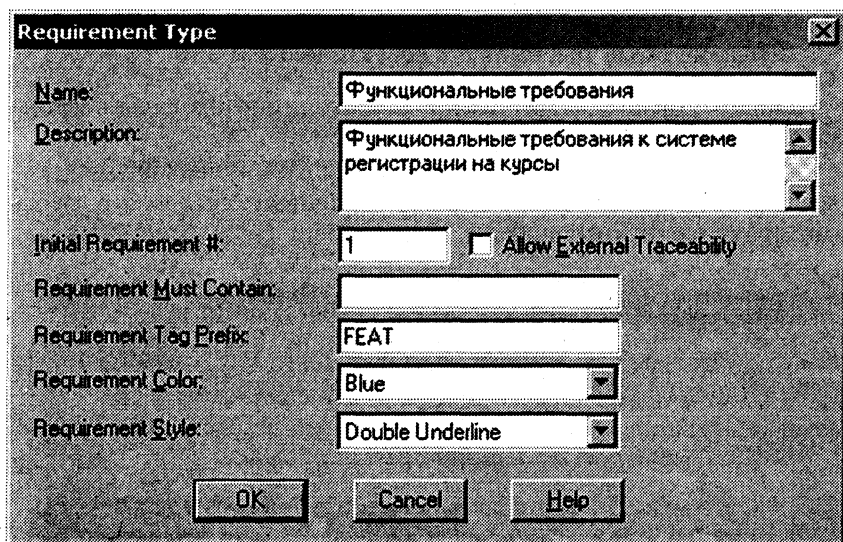 Requirement Type
Name: Функциональные требования
Description: Функциональные требования к системе
регистрации на курсы
Initial Requirement #: 1 Allow External Traceability
Requirement Must Contain:
Requirement Tag Prefix: FEAT
Requirement Color: Blue
Requirement Style: Double Underline
OK Cancel Help